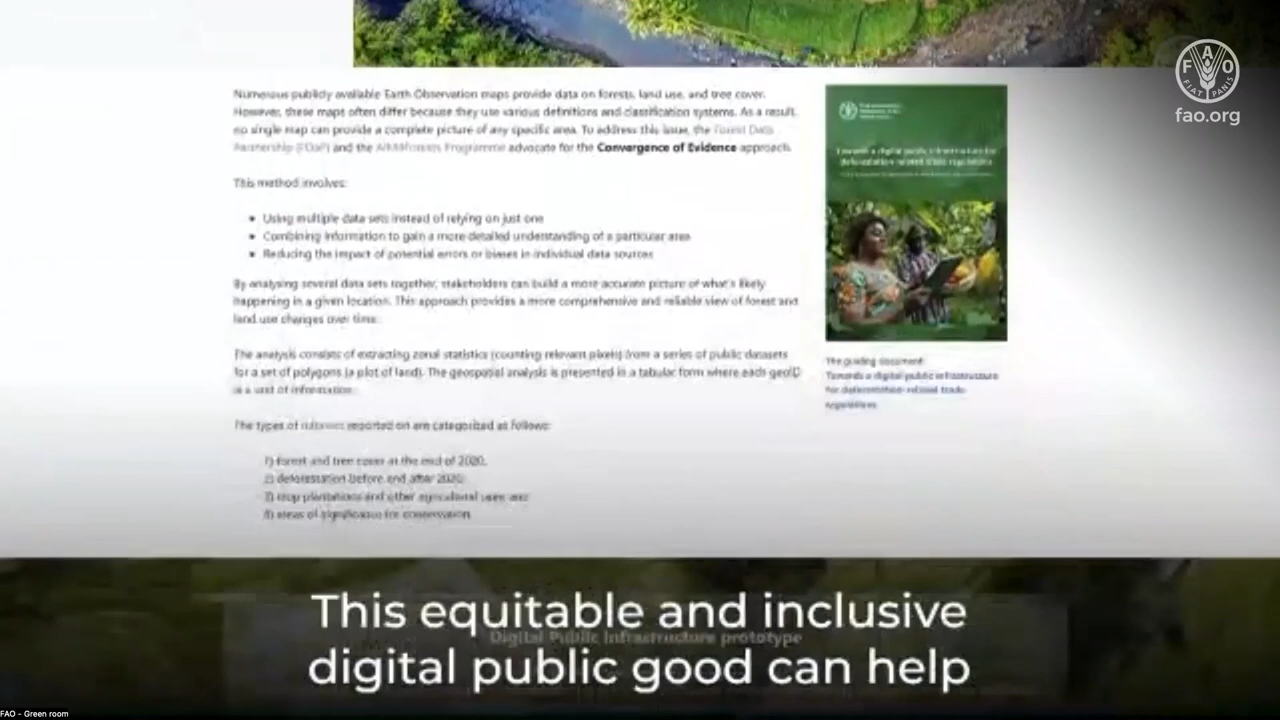 FAO
FIAT PANIS
fao.org
Numerous publicly available Earth Observation maps provide data on forests, land use, and tree cover.
However, these maps often differ because they use various definitions and classification systems. As a result,
no single map can provide a complete picture of any specific area. To address this issue, the Forest Data
Partnership (FDaP) and the AIM4Forests Programme advocate for the Convergence of Evidence approach.
This method involves:
• Using multiple data sets instead of relying on just one
• Combining information to gain a more detailed understanding of a particular area
• Reducing the impact of potential errors or biases in individual data sources
By analysing several data sets together, stakeholders can build a more accurate picture of what's likely
happening in a given location. This approach provides a more comprehensive and reliable view of forest and
land use changes over time.
The analysis consists of extracting zonal statistics (counting relevant pixels) from a series of public datasets
for a set of polygons (a plot of land). The geospatial analysis is presented in a tabular form where each geoID
is a unit of information.
The types of reported on are categorized as follows:
1) forest and tree cover at the end of 2020,
2) deforestation before and after 2020,
3) crop plantations and other agricultural uses and
4) areas of significance for conservation.
Towards a digital public infrastructure for
deforestation-related trade regulations
The guiding document:
Towards a digital public infrastructure
for deforestation-related trade
regulations
Digital Public Infrastructure prototype
This equitable and inclusive
digital public good can help
FAO - Green room